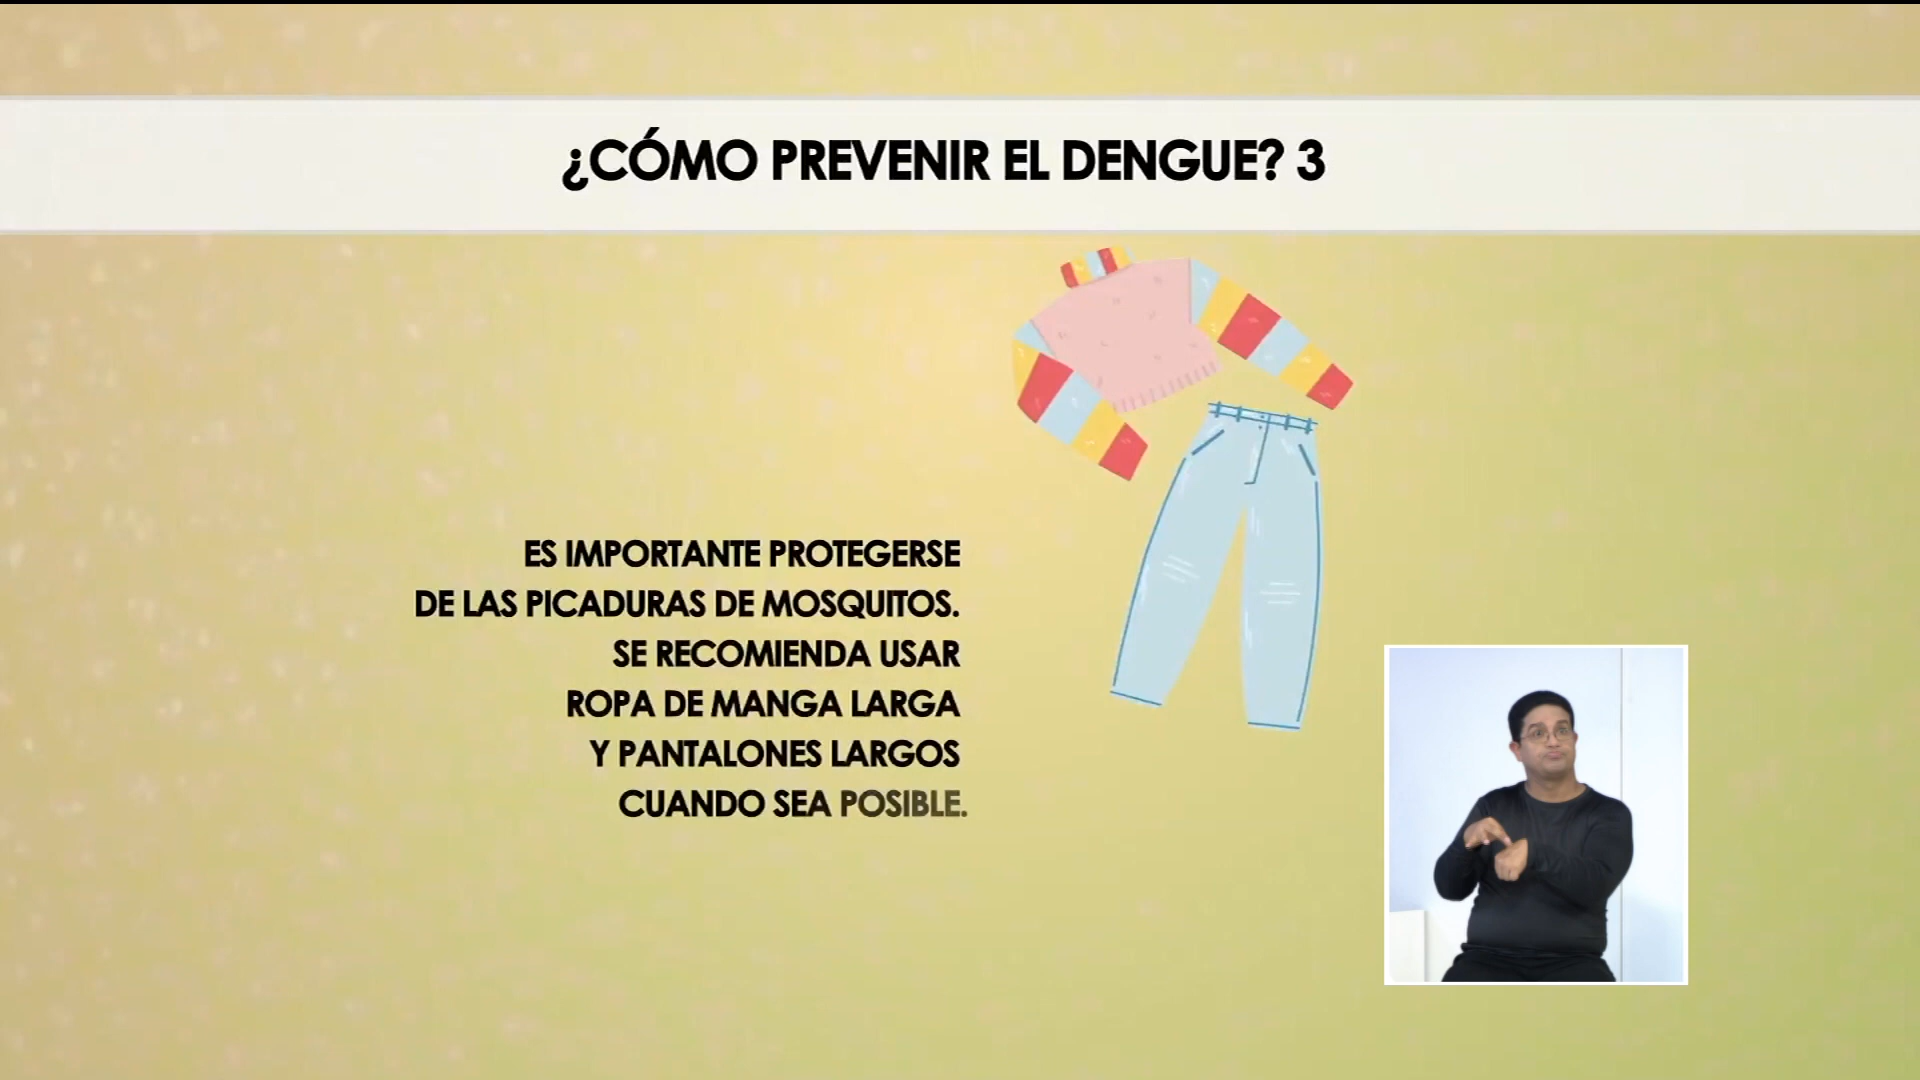 ¿CÓMO PREVENIR EL DENGUE? 3
ES IMPORTANTE PROTEGERSE
DE LAS PICADURAS DE MOSQUITOS.
SE RECOMIENDA USAR
ROPA DE MANGA LARGA
Y PANTALONES LARGOS
CUANDO SEA POSIBLE.